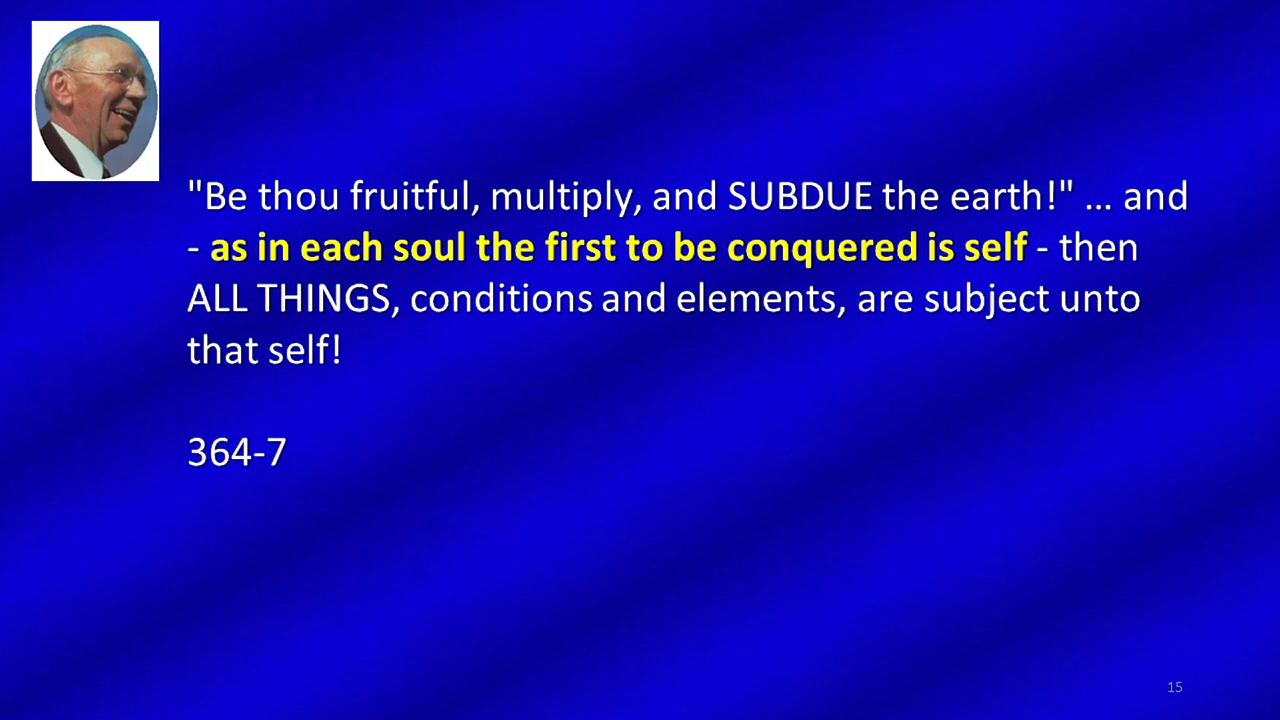 "Be thou fruitful, multiply, and SUBDUE the earth!" ... and
- as in each soul the first to be conquered is self - then
ALL THINGS, conditions and elements, are subject unto
that self!
364-7
15